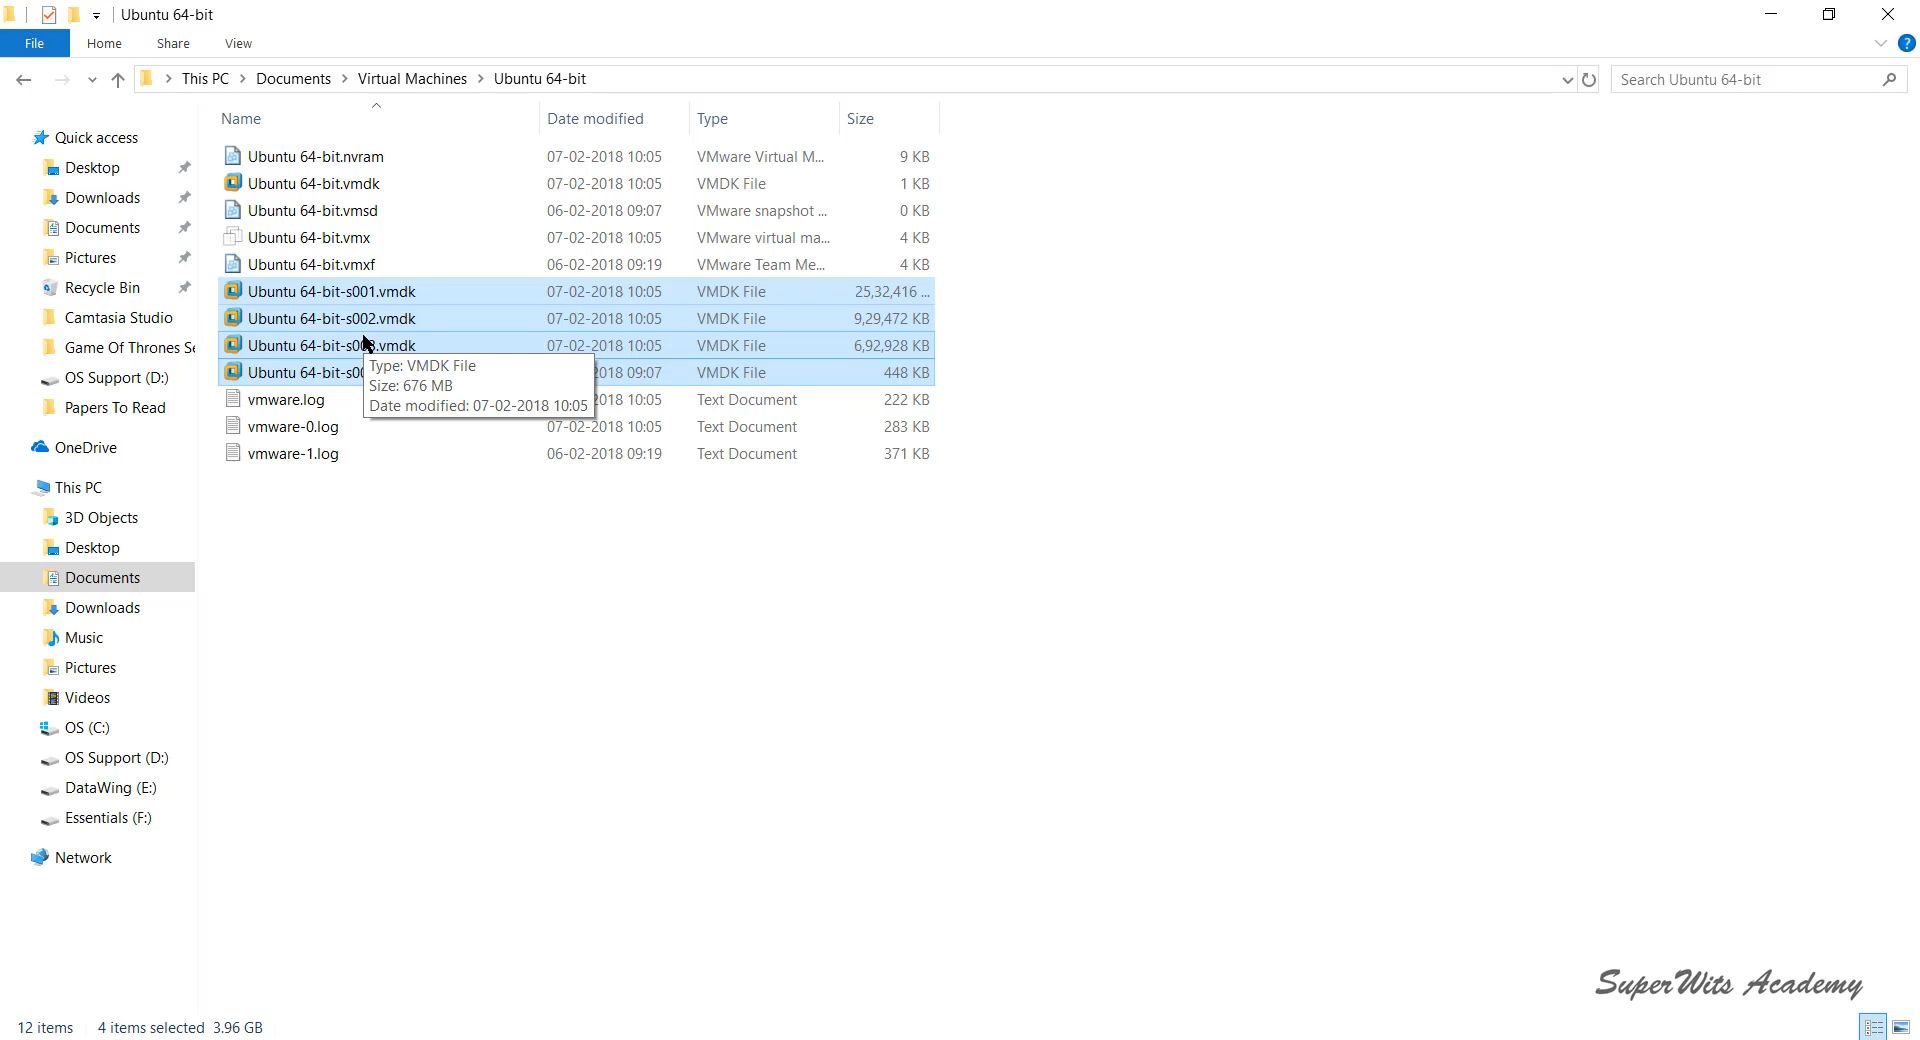 Ubuntu 64-bit
File Home Share View
This PC Documents Virtual Machines Ubuntu 64-bit
Search Ubuntu 64-bit
Name Date modified Type Size
Ubuntu 64-bit.nvram 07-02-2018 10:05 VMware Virtual M... 9 KB
Ubuntu 64-bit.vmdk 07-02-2018 10:05 VMDK File 1 KB
Ubuntu 64-bit.vmsd 06-02-2018 09:07 VMware snapshot ... 0 KB
Ubuntu 64-bit.vmx 07-02-2018 10:05 VMware virtual ma... 4 KB
Ubuntu 64-bit.vmxf 06-02-2018 09:19 VMware Team Me... 4 KB
Ubuntu 64-bit-s001.vmdk 07-02-2018 10:05 VMDK File 25,32,416 ...
Ubuntu 64-bit-s002.vmdk 07-02-2018 10:05 VMDK File 9,29,472 KB
Ubuntu 64-bit-s003.vmdk 07-02-2018 10:05 VMDK File 6,92,928 KB
Ubuntu 64-bit-s00 2018 09:07 VMDK File 448 KB
vmware.log 2018 10:05 Text Document 222 KB
vmware-0.log 07-02-2018 10:05 Text Document 283 KB
vmware-1.log 06-02-2018 09:19 Text Document 371 KB
Type: VMDK File
Size: 676 MB
Date modified: 07-02-2018 10:05
Quick access
Desktop
Downloads
Documents
Pictures
Recycle Bin
Camtasia Studio
Game Of Thrones Se
OS Support (D:)
Papers To Read
OneDrive
This PC
3D Objects
Desktop
Documents
Downloads
Music
Pictures
Videos
OS (C:)
OS Support (D:)
DataWing (E:)
Essentials (F:)
Network
SuperWits Academy
12 items 4 items selected 3.96 GB